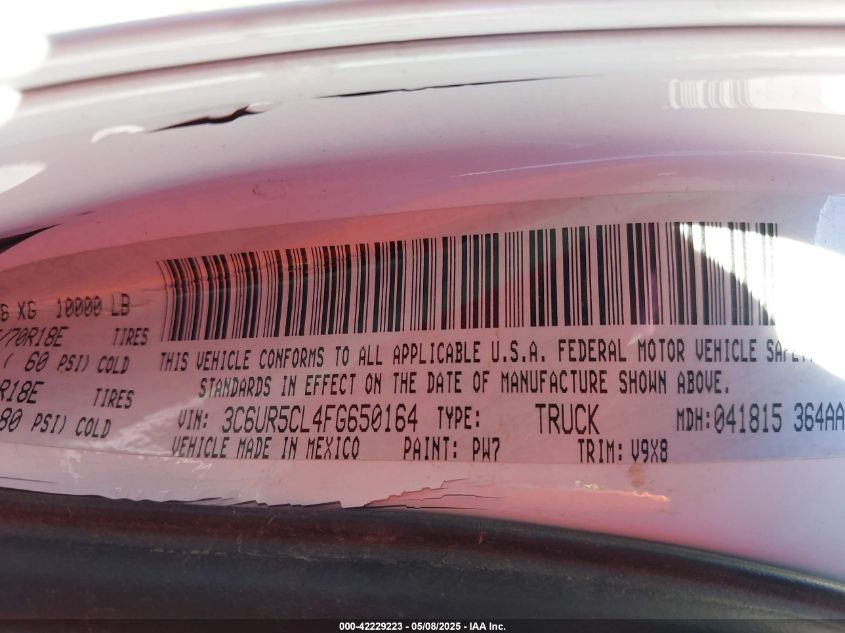 XG 10000 LB
/70R18E TIRES
( 60 PSI) COLD
R18E TIRES
80 PSI) COLD
THIS VEHICLE CONFORMS TO ALL APPLICABLE U.S.A. FEDERAL MOTOR VEHICLE
STANDARDS IN EFFECT ON THE DATE OF MANUFACTURE SHOWN ABOVE.
VIN: 3C6UR5CL4FG650164 TYPE: TRUCK MDH:041815 364AA
VEHICLE MADE IN MEXICO PAINT: PW7 TRIM: V9X8
000-42229223 - 05/08/2025 - IAA Inc.